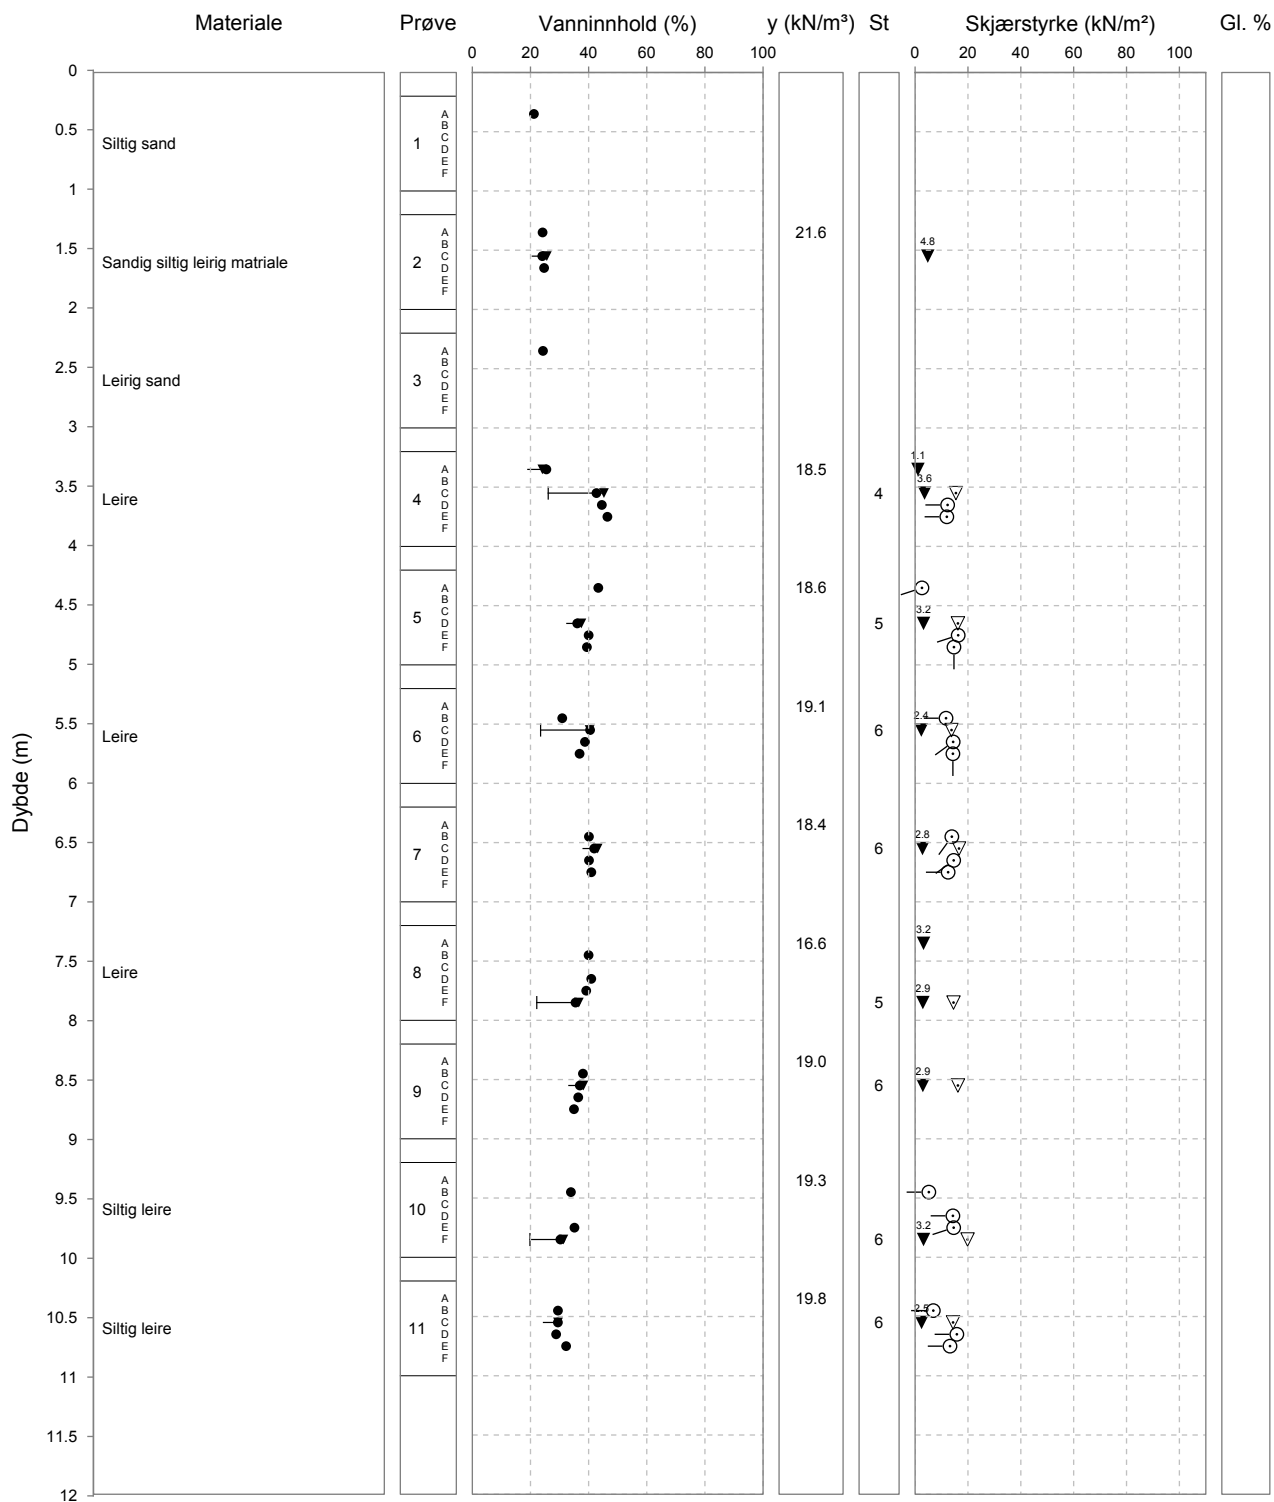 Materiale Prøve Vanninnhold (%) y (kN/m³) St Skjærstyrke (kN/m²) Gl. %
0 20 40 60 80 100 0 20 40 60 80 100
0
A
B
0.5
C
Siltig sand 1 D
E
F
1
A 21.6
B 4.8
1.5
C
Sandig siltig leirig matriale 2 D
E
F
2
A
B
2.5
C
Leirig sand 3 D
E
F
3
1.1
A 18.5
B 3.6
3.5
C 4
Leire 4 D
E
F
4
A 18.6
B
4.5
C 3.2
5 D 5
E
F
5
A 19.1
B 2.4
5.5
C 6
Leire 6 D
E
F
6
A 18.4
B 2.8
6.5
C 6
7 D
E
F
7
3.2
A 16.6
B
7.5
C
Leire 8 D
E 2.9
F 5
8
A 19.0
B 2.9
8.5
C 6
9 D
E
F
9
A 19.3
B
9.5
C
Siltig leire 10 D
E 3.2
F 6
10
A 19.8
B
10.5
C 6
Siltig leire 11 D
E
F
11
11.5
12
Dybde (m)